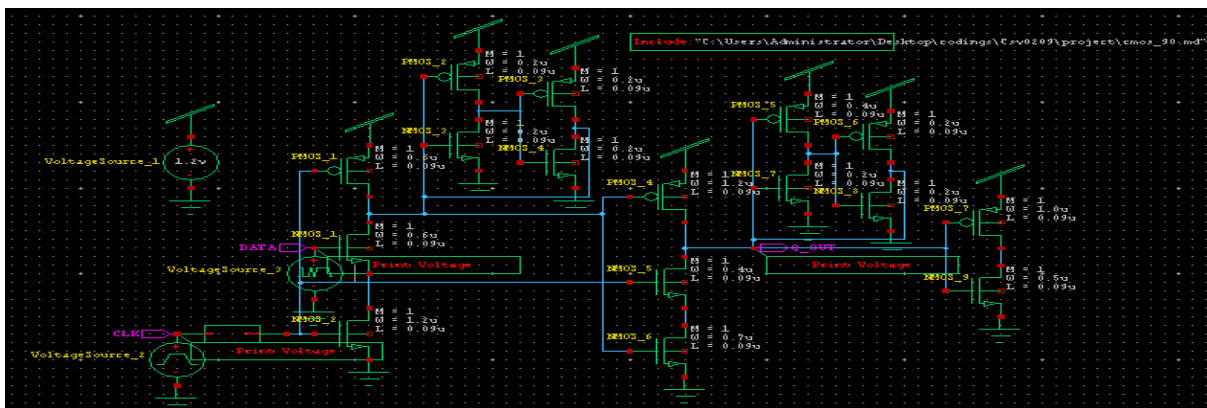 Include "C:\Users\Administrator\Desktop\codings\Csv0209\project\cmos_90.md"
PMOS_2
M = 1
W = 0.2u
L = 0.09u
PMOS_3
M = 1
W = 0.2u
L = 0.09u
NMOS_3
M = 1
W = 0.2u
L = 0.09u
NMOS_4
M = 1
W = 0.2u
L = 0.09u
VoltageSource_1
1.2v
PMOS_1
M = 1
W = 0.6u
L = 0.09u
NMOS_1
M = 1
W = 0.6u
L = 0.09u
DATA
VoltageSource_3
Print Voltage
NMOS_2
M = 1
W = 1.2u
L = 0.09u
CLK
VoltageSource_2
Print Voltage
PMOS_4
M = 1
W = 1.2u
L = 0.09u
NMOS_5
M = 1
W = 0.4u
L = 0.09u
NMOS_6
M = 1
W = 0.7u
L = 0.09u
PMOS_5
M = 1
W = 0.4u
L = 0.09u
PMOS_6
M = 1
W = 0.2u
L = 0.09u
NMOS_7
M = 1
W = 0.2u
L = 0.09u
NMOS_8
M = 1
W = 0.2u
L = 0.09u
Q_OUT
Print Voltage
PMOS_7
M = 1
W = 1.0u
L = 0.09u
NMOS_9
M = 1
W = 0.5u
L = 0.09u